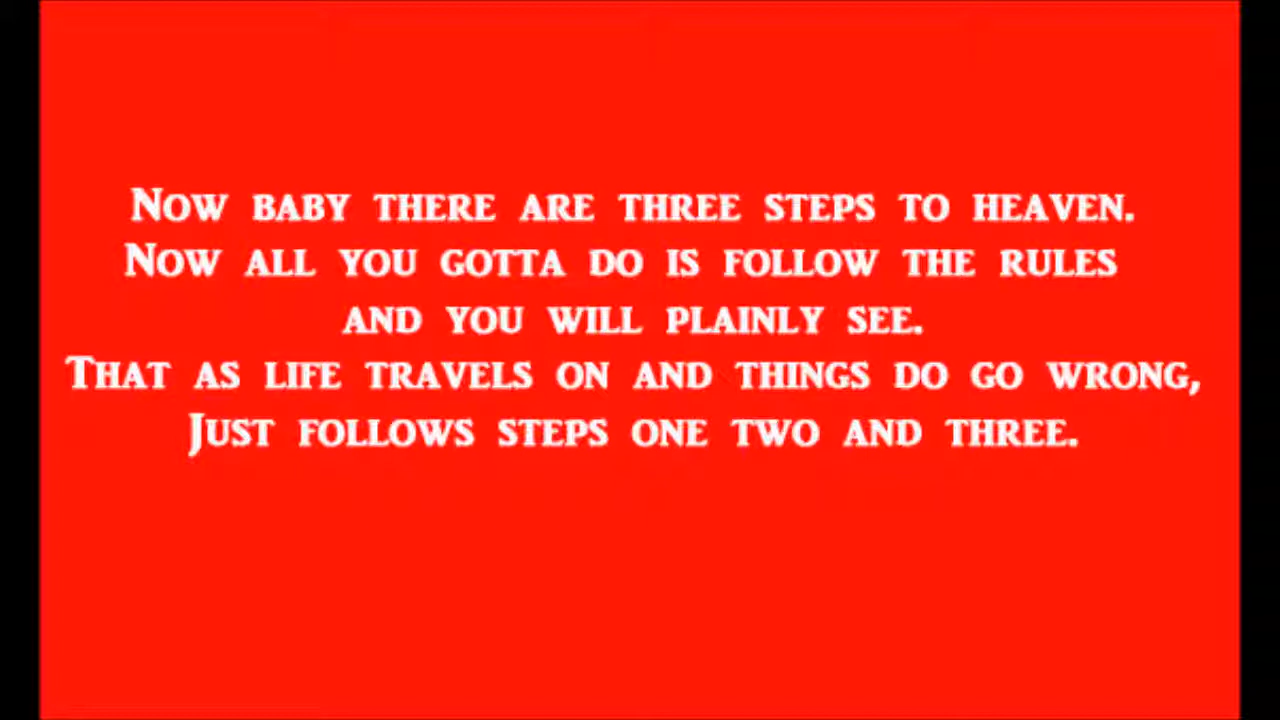 Now baby there are three steps to heaven.
Now all you gotta do is follow the rules
and you will plainly see.
That as life travels on and things do go wrong,
Just follows steps one two and three.